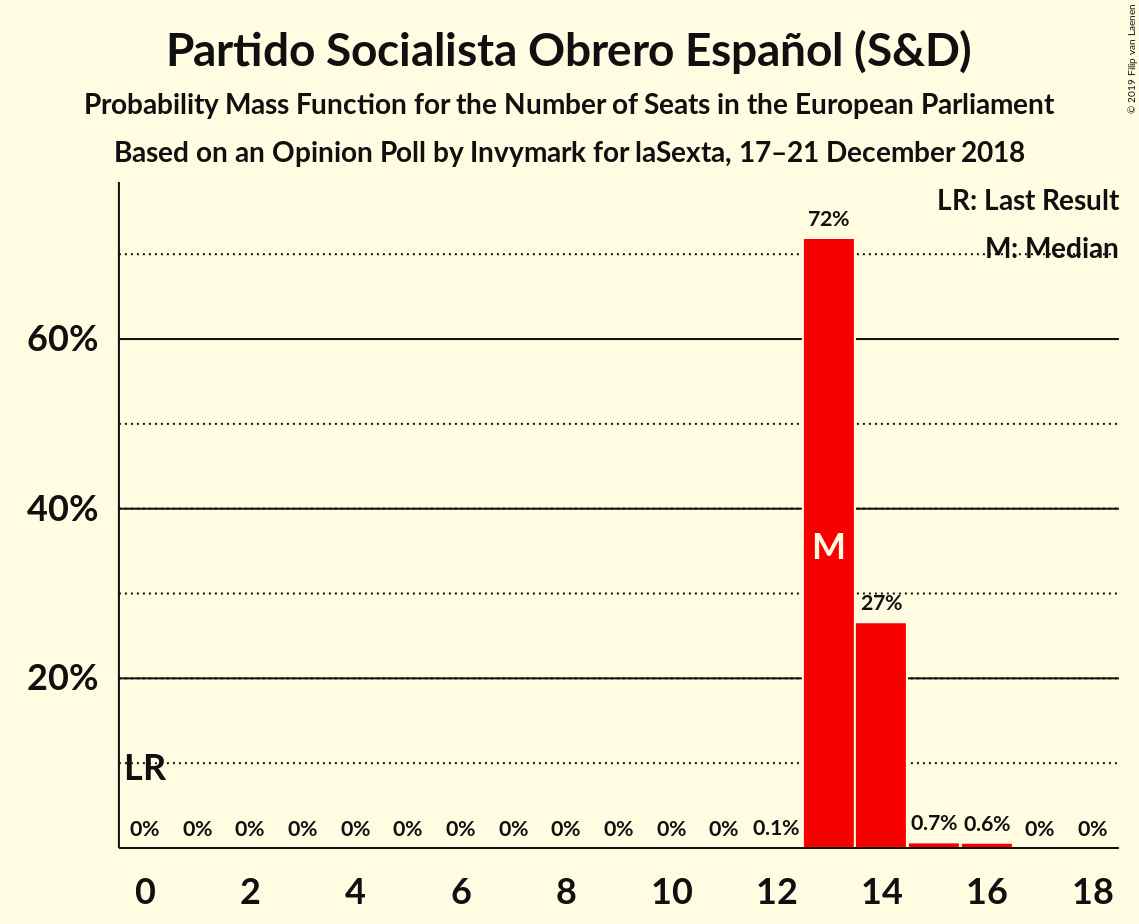 Partido Socialista Obrero Español (S&D)
Probability Mass Function for the Number of Seats in the European Parliament
Based on an Opinion Poll by Invymark for laSexta, 17–21 December 2018
© 2019 Filip van Laenen
LR: Last Result
M: Median
72%
60%
40%
M
27%
20%
LR
0% 0% 0% 0% 0% 0% 0% 0% 0% 0% 0% 0% 0.1% 0.7% 0.6% 0% 0%
0 2 4 6 8 10 12 14 16 18